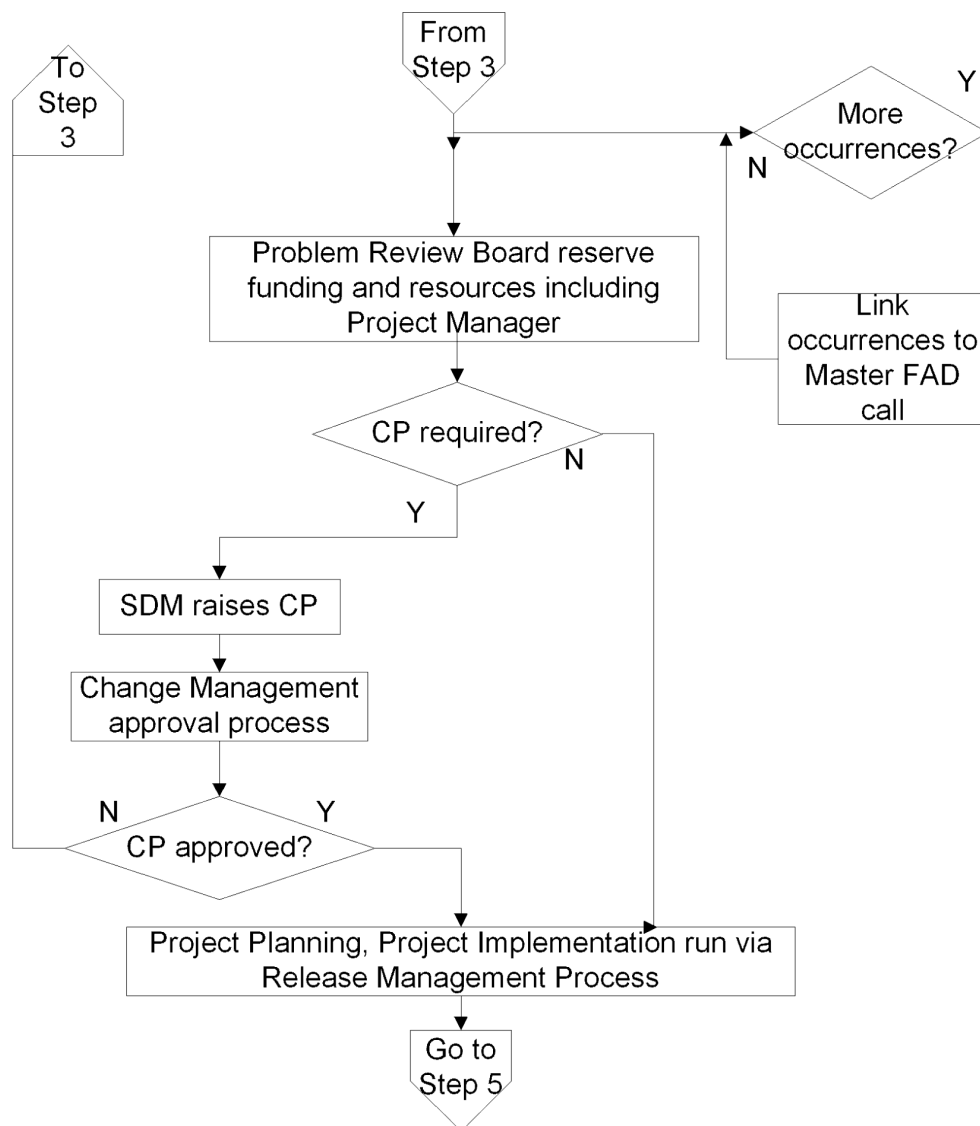 From
Step 3
To
Step
3
Y
More
occurrences?
N
Problem Review Board reserve
funding and resources including
Project Manager
Link
occurrences to
Master FAD
call
CP required?
N
Y
SDM raises CP
Change Management
approval process
N
Y
CP approved?
Project Planning, Project Implementation run via
Release Management Process
Go to
Step 5